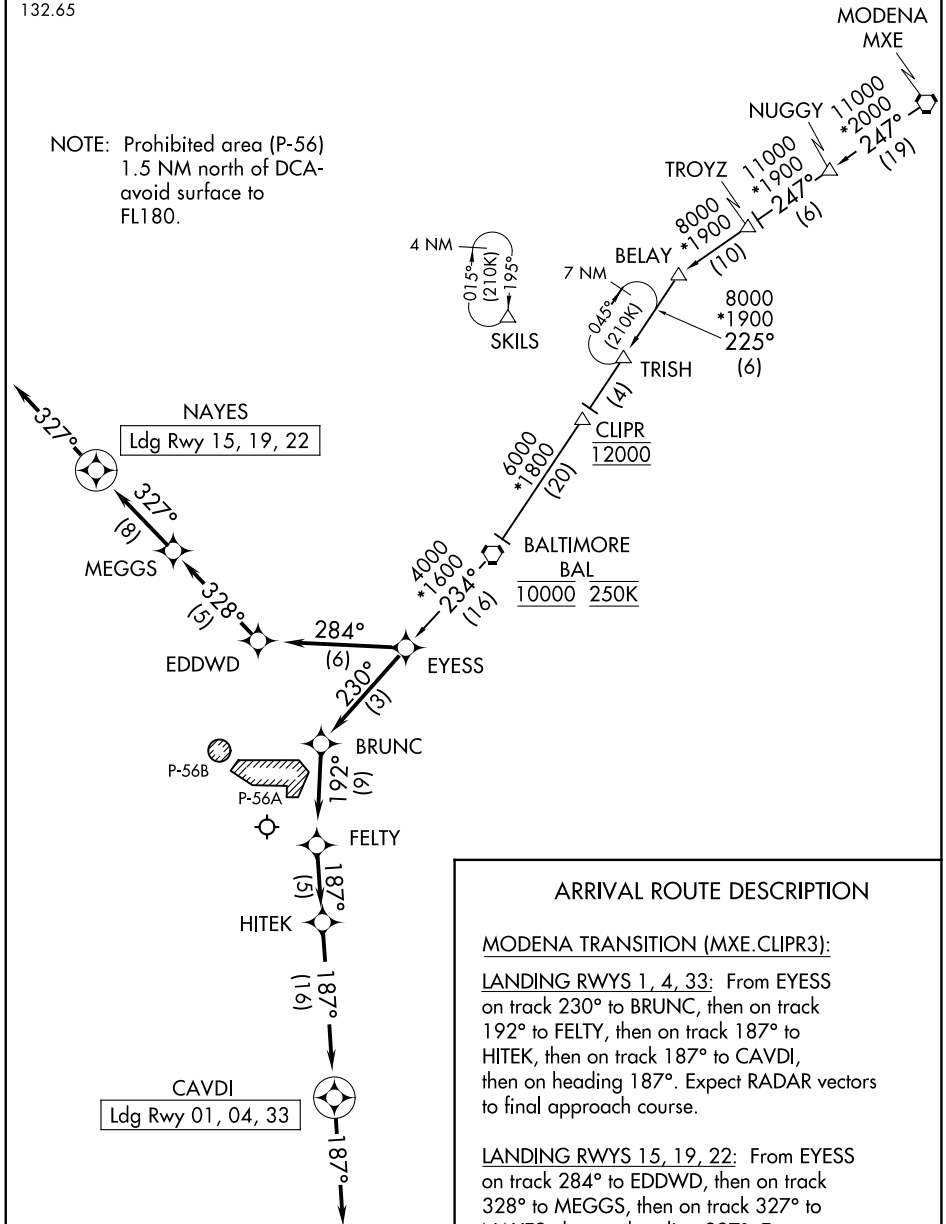 132.65
MODENA
MXE
NOTE: Prohibited area (P-56)
1.5 NM north of DCA-
avoid surface to
FL180.
11000
*2000
247°
(19)
NUGGY
11000
*1900
247°
(6)
TROYZ
8000
*1900
(10)
BELAY
8000
*1900
225°
(6)
4 NM
015°
(210K)
195°
SKILS
7 NM
045°
(210K)
TRISH
(4)
CLIPR
12000
6000
*1800
(20)
BALTIMORE
BAL
10000 250K
4000
*1600
234°
(16)
327°
NAYES
Ldg Rwy 15, 19, 22
327°
(8)
MEGGS
328°
(5)
EDDWD
284°
(6)
EYESS
230°
(3)
BRUNC
P-56B
P-56A
192°
(9)
FELTY
187°
(5)
HITEK
187°
(16)
CAVDI
Ldg Rwy 01, 04, 33
187°
ARRIVAL ROUTE DESCRIPTION
MODENA TRANSITION (MXE.CLIPR3):
LANDING RWYS 1, 4, 33: From EYESS
on track 230° to BRUNC, then on track
192° to FELTY, then on track 187° to
HITEK, then on track 187° to CAVDI,
then on heading 187°. Expect RADAR vectors
to final approach course.
LANDING RWYS 15, 19, 22: From EYESS
on track 284° to EDDWD, then on track
328° to MEGGS, then on track 327° to